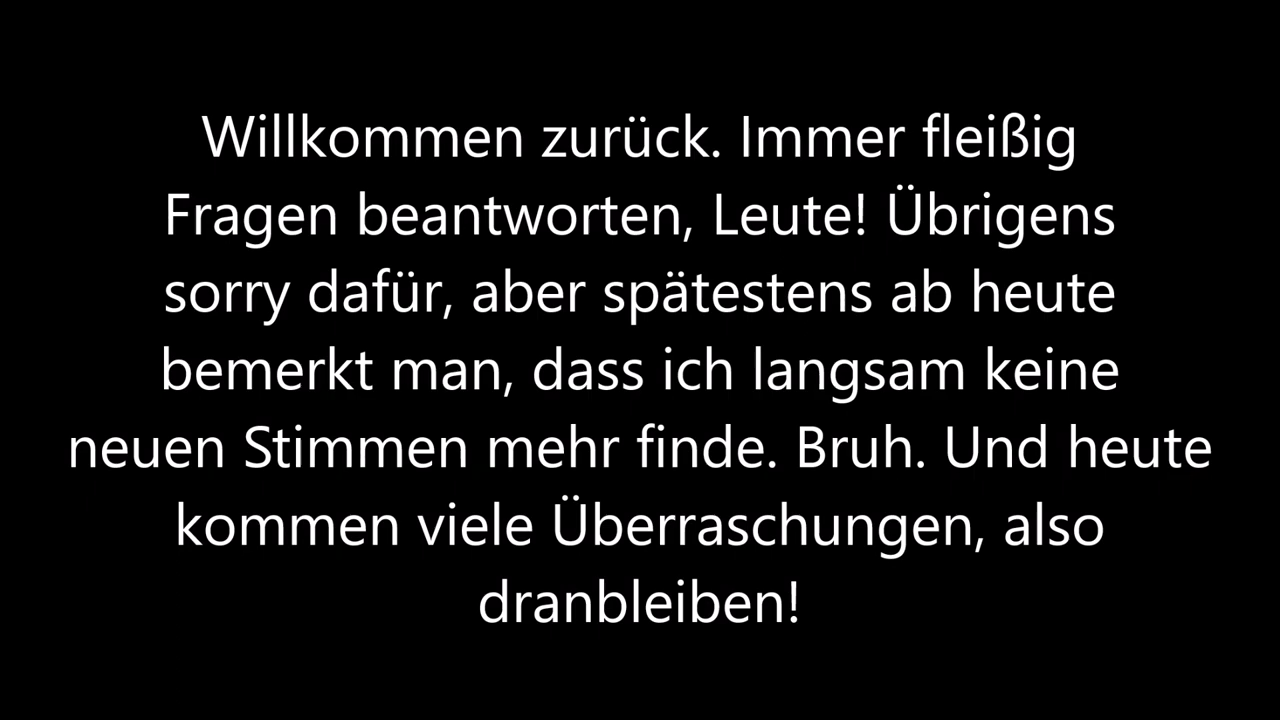 Willkommen zurück. Immer fleißig
Fragen beantworten, Leute! Übrigens
sorry dafür, aber spätestens ab heute
bemerkt man, dass ich langsam keine
neuen Stimmen mehr finde. Bruh. Und heute
kommen viele Überraschungen, also
dranbleiben!